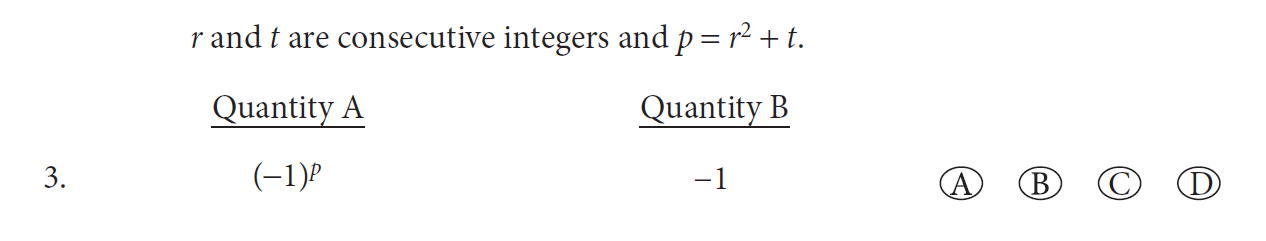 r and t are consecutive integers and p = r² + t.
Quantity A Quantity B
3. (−1)ᵖ −1 A B C D